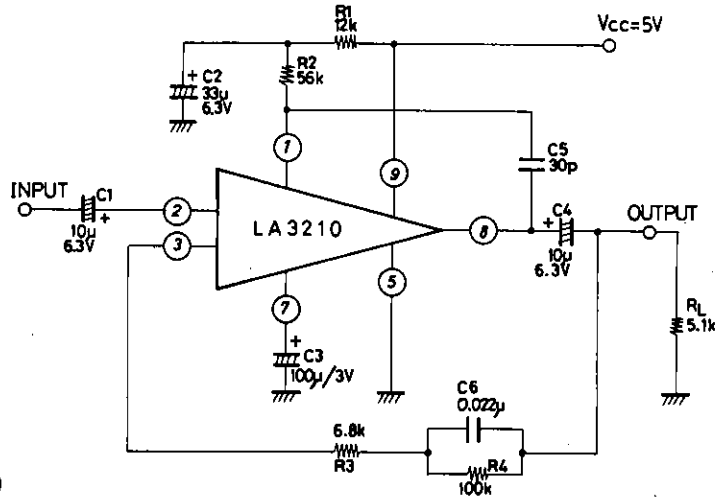 R1
12k
Vcc=5V
R2
56k
C2
33μ
6.3V
+
1
9
C5
30p
INPUT
C1
+
10μ
6.3V
2
3
LA3210
8
C4
+
10μ
6.3V
OUTPUT
7
5
RL
5.1k
+
C3
100μ/3V
C6
0.022μ
6.8k
R3
R4
100k